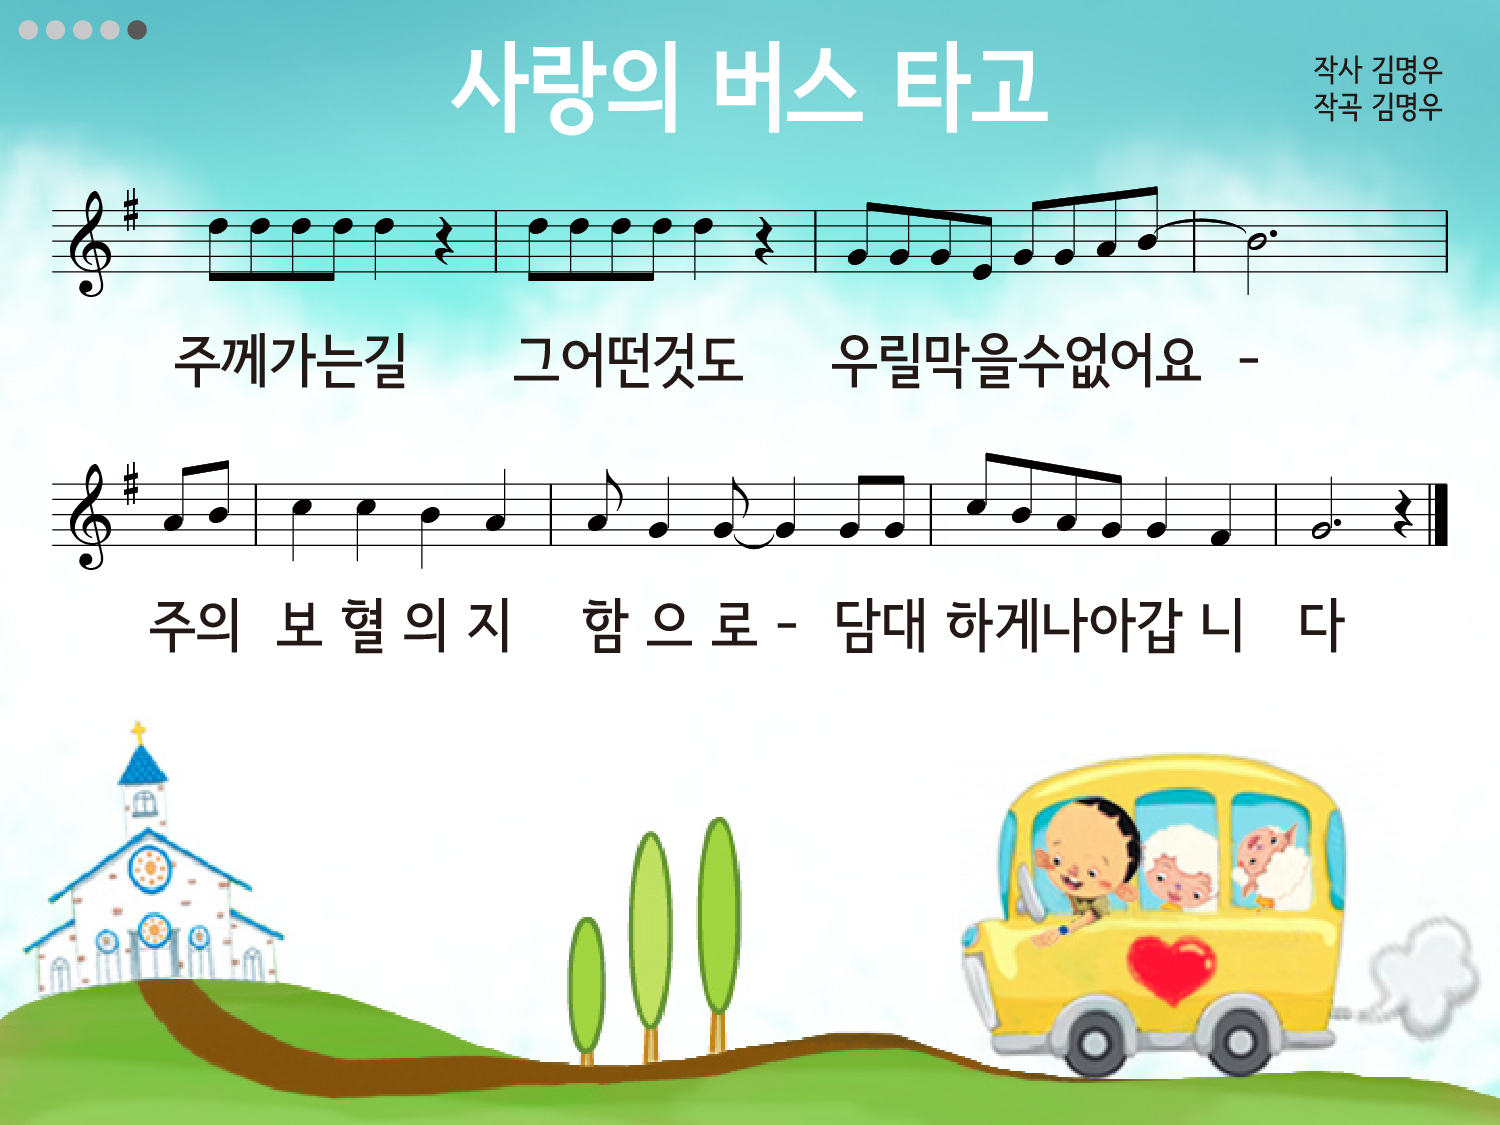 사랑의 버스 타고
작사 김명우
작곡 김명우
주께가는길 그어떤것도 우릴막을수없어요 -
주의 보 혈 의 지 함 으 로 - 담대 하게나아갑 니 다